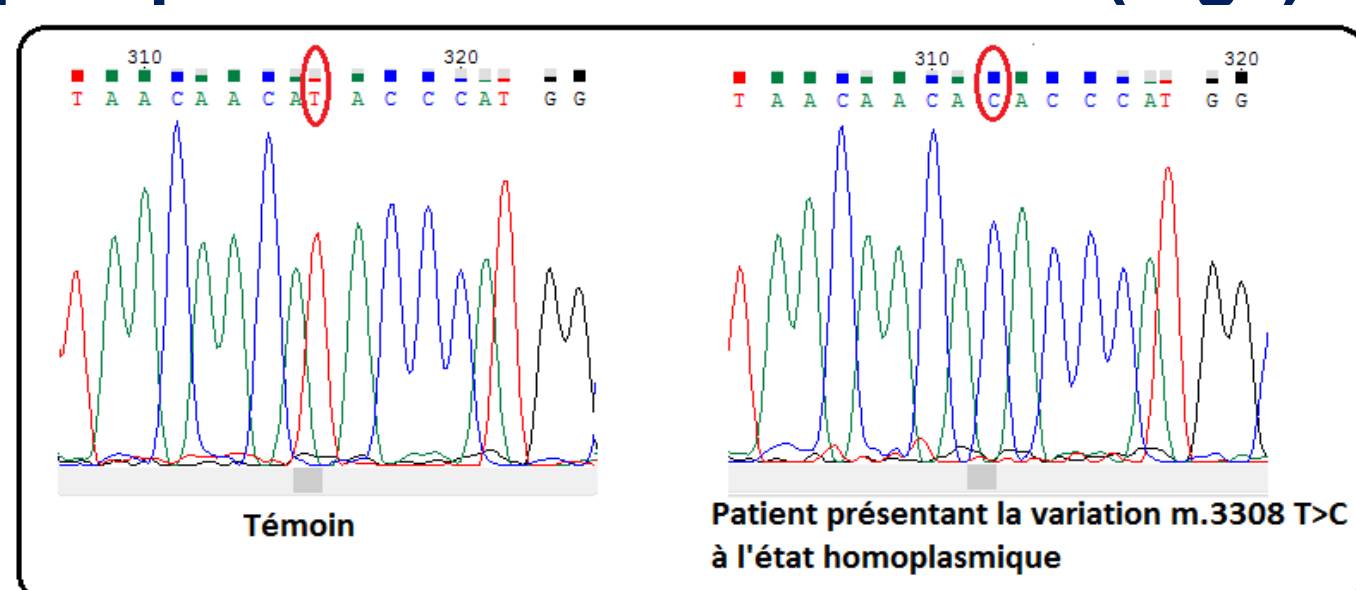 310 320
T A A C A A C A T A C C C A T G G
310 320
T A A C A A C A C A C C C A T G G
Témoin
Patient présentant la variation m.3308 T>C
à l'état homoplasmique